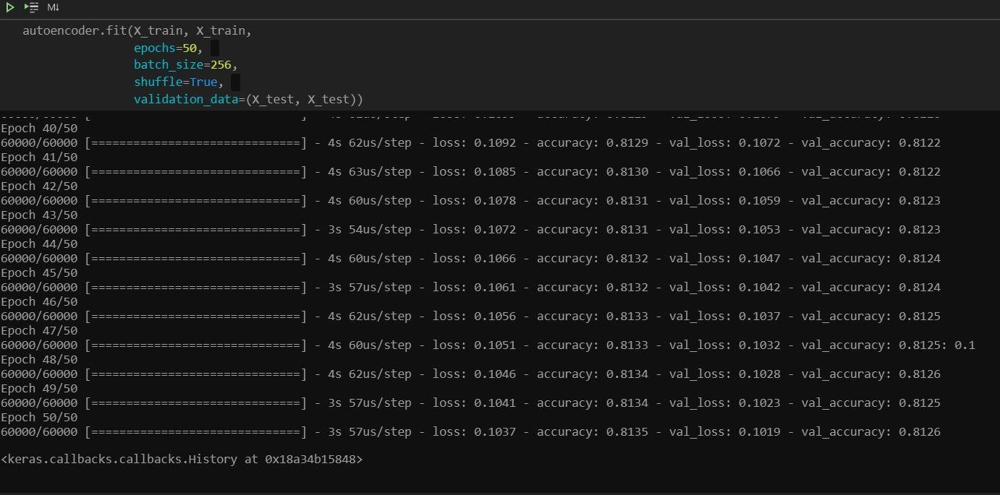 M↓
autoencoder.fit(X_train, X_train,
epochs=50,
batch_size=256,
shuffle=True,
validation_data=(X_test, X_test))
Epoch 40/50
60000/60000 [==============================] - 4s 62us/step - loss: 0.1092 - accuracy: 0.8129 - val_loss: 0.1072 - val_accuracy: 0.8122
Epoch 41/50
60000/60000 [==============================] - 4s 63us/step - loss: 0.1085 - accuracy: 0.8130 - val_loss: 0.1066 - val_accuracy: 0.8122
Epoch 42/50
60000/60000 [==============================] - 4s 60us/step - loss: 0.1078 - accuracy: 0.8131 - val_loss: 0.1059 - val_accuracy: 0.8123
Epoch 43/50
60000/60000 [==============================] - 3s 54us/step - loss: 0.1072 - accuracy: 0.8131 - val_loss: 0.1053 - val_accuracy: 0.8123
Epoch 44/50
60000/60000 [==============================] - 4s 60us/step - loss: 0.1066 - accuracy: 0.8132 - val_loss: 0.1047 - val_accuracy: 0.8124
Epoch 45/50
60000/60000 [==============================] - 3s 57us/step - loss: 0.1061 - accuracy: 0.8132 - val_loss: 0.1042 - val_accuracy: 0.8124
Epoch 46/50
60000/60000 [==============================] - 4s 62us/step - loss: 0.1056 - accuracy: 0.8133 - val_loss: 0.1037 - val_accuracy: 0.8125
Epoch 47/50
60000/60000 [==============================] - 4s 60us/step - loss: 0.1051 - accuracy: 0.8133 - val_loss: 0.1032 - val_accuracy: 0.8125: 0.1
Epoch 48/50
60000/60000 [==============================] - 4s 62us/step - loss: 0.1046 - accuracy: 0.8134 - val_loss: 0.1028 - val_accuracy: 0.8126
Epoch 49/50
60000/60000 [==============================] - 3s 57us/step - loss: 0.1041 - accuracy: 0.8134 - val_loss: 0.1023 - val_accuracy: 0.8125
Epoch 50/50
60000/60000 [==============================] - 3s 57us/step - loss: 0.1037 - accuracy: 0.8135 - val_loss: 0.1019 - val_accuracy: 0.8126
<keras.callbacks.callbacks.History at 0x18a34b15848>